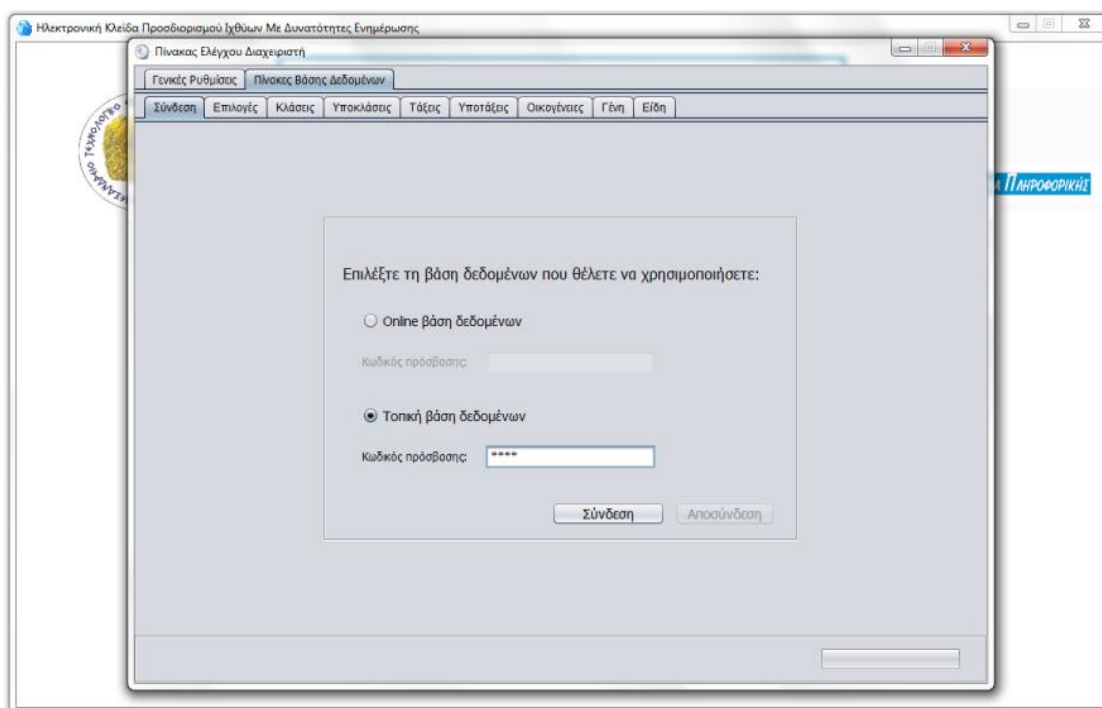 Ηλεκτρονική Κλείδα Προσδιορισμού Ιχθύων Με Δυνατότητες Ενημέρωσης
Πίνακας Ελέγχου Διαχειριστή
Γενικές Ρυθμίσεις Πίνακες Βάσης Δεδομένων
Σύνδεση Επιλογές Κλάσεις Υποκλάσεις Τάξεις Υποτάξεις Οικογένειες Γένη Είδη
ΤΕΧΝΟΛΟΓΙΚΟ
ΠΛΗΡΟΦΟΡΙΚΗΣ
Επιλέξτε τη βάση δεδομένων που θέλετε να χρησιμοποιήσετε:
Online βάση δεδομένων
Κωδικός πρόσβασης:
Τοπική βάση δεδομένων
Κωδικός πρόσβασης: ****
Σύνδεση Αποσύνδεση